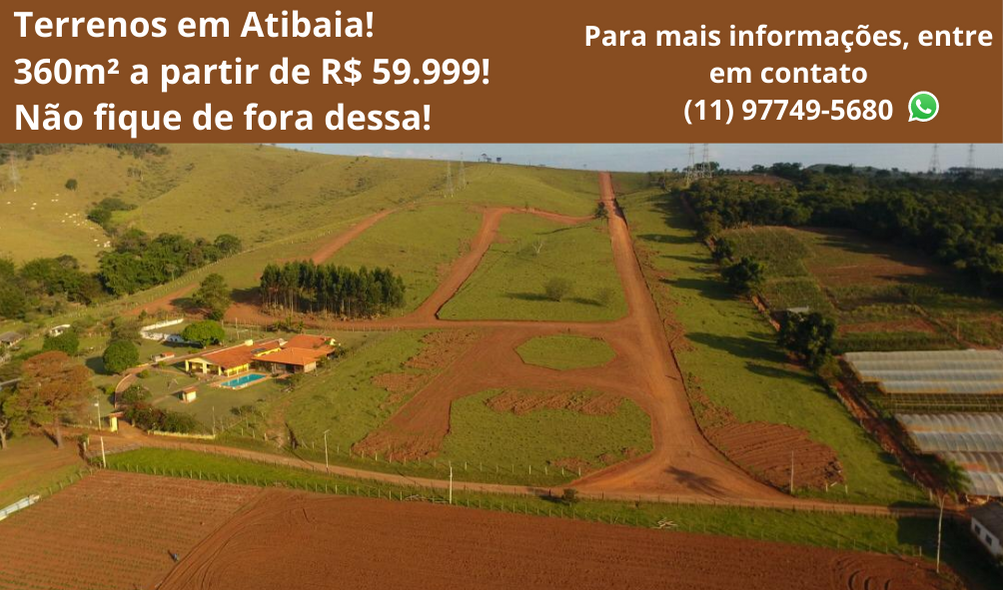 Terrenos em Atibaia!
360m² a partir de R$ 59.999!
Não fique de fora dessa!
Para mais informações, entre
em contato
(11) 97749-5680